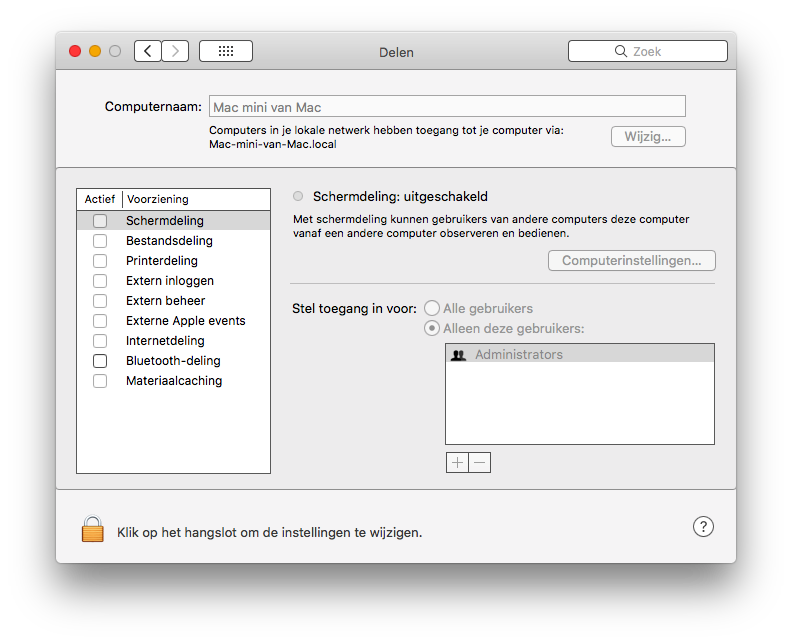 Delen
Zoek
Computernaam:
Mac mini van Mac
Computers in je lokale netwerk hebben toegang tot je computer via:
Mac-mini-van-Mac.local
Wijzig...
Actief Voorziening
Schermdeling
Bestandsdeling
Printerdeling
Extern inloggen
Extern beheer
Externe Apple events
Internetdeling
Bluetooth-deling
Materiaalcaching
Schermdeling: uitgeschakeld
Met schermdeling kunnen gebruikers van andere computers deze computer
vanaf een andere computer observeren en bedienen.
Computerinstellingen...
Stel toegang in voor:
Alle gebruikers
Alleen deze gebruikers:
Administrators
+ −
Klik op het hangslot om de instellingen te wijzigen.
?